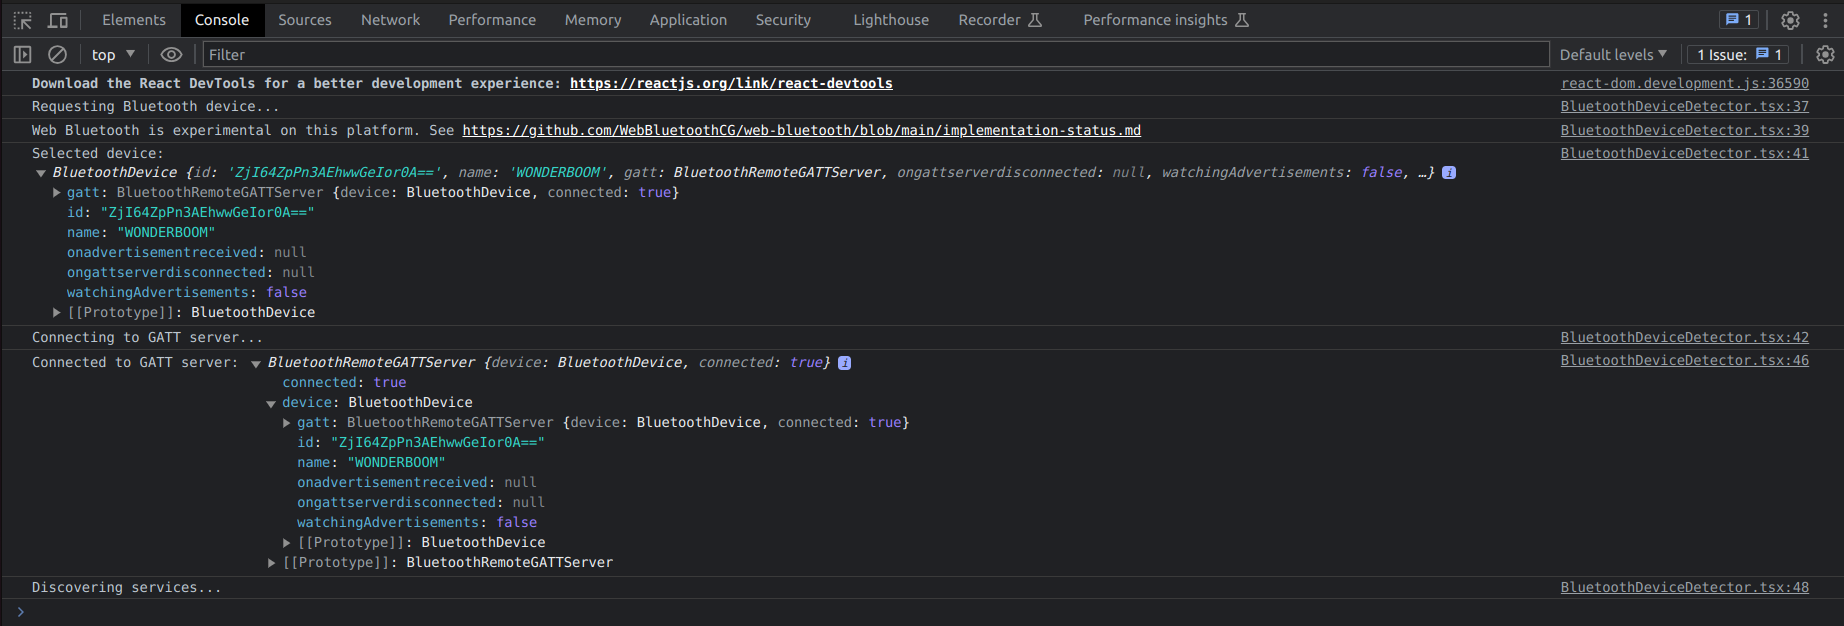 Elements Console Sources Network Performance Memory Application Security Lighthouse Recorder Performance insights 1
top Filter Default levels 1 Issue: 1
Download the React DevTools for a better development experience: https://reactjs.org/link/react-devtools react-dom.development.js:36590
Requesting Bluetooth device... BluetoothDeviceDetector.tsx:37
Web Bluetooth is experimental on this platform. See https://github.com/WebBluetoothCG/web-bluetooth/blob/main/implementation-status.md BluetoothDeviceDetector.tsx:39
Selected device: BluetoothDeviceDetector.tsx:41
BluetoothDevice {id: 'ZjI64ZpPn3AEhwwGeIor0A==', name: 'WONDERBOOM', gatt: BluetoothRemoteGATTServer, ongattserverdisconnected: null, watchingAdvertisements: false, …} i
gatt: BluetoothRemoteGATTServer {device: BluetoothDevice, connected: true}
id: "ZjI64ZpPn3AEhwwGeIor0A=="
name: "WONDERBOOM"
onadvertisementreceived: null
ongattserverdisconnected: null
watchingAdvertisements: false
[[Prototype]]: BluetoothDevice
Connecting to GATT server... BluetoothDeviceDetector.tsx:42
Connected to GATT server: BluetoothRemoteGATTServer {device: BluetoothDevice, connected: true} i BluetoothDeviceDetector.tsx:46
connected: true
device: BluetoothDevice
gatt: BluetoothRemoteGATTServer {device: BluetoothDevice, connected: true}
id: "ZjI64ZpPn3AEhwwGeIor0A=="
name: "WONDERBOOM"
onadvertisementreceived: null
ongattserverdisconnected: null
watchingAdvertisements: false
[[Prototype]]: BluetoothDevice
[[Prototype]]: BluetoothRemoteGATTServer
Discovering services... BluetoothDeviceDetector.tsx:48